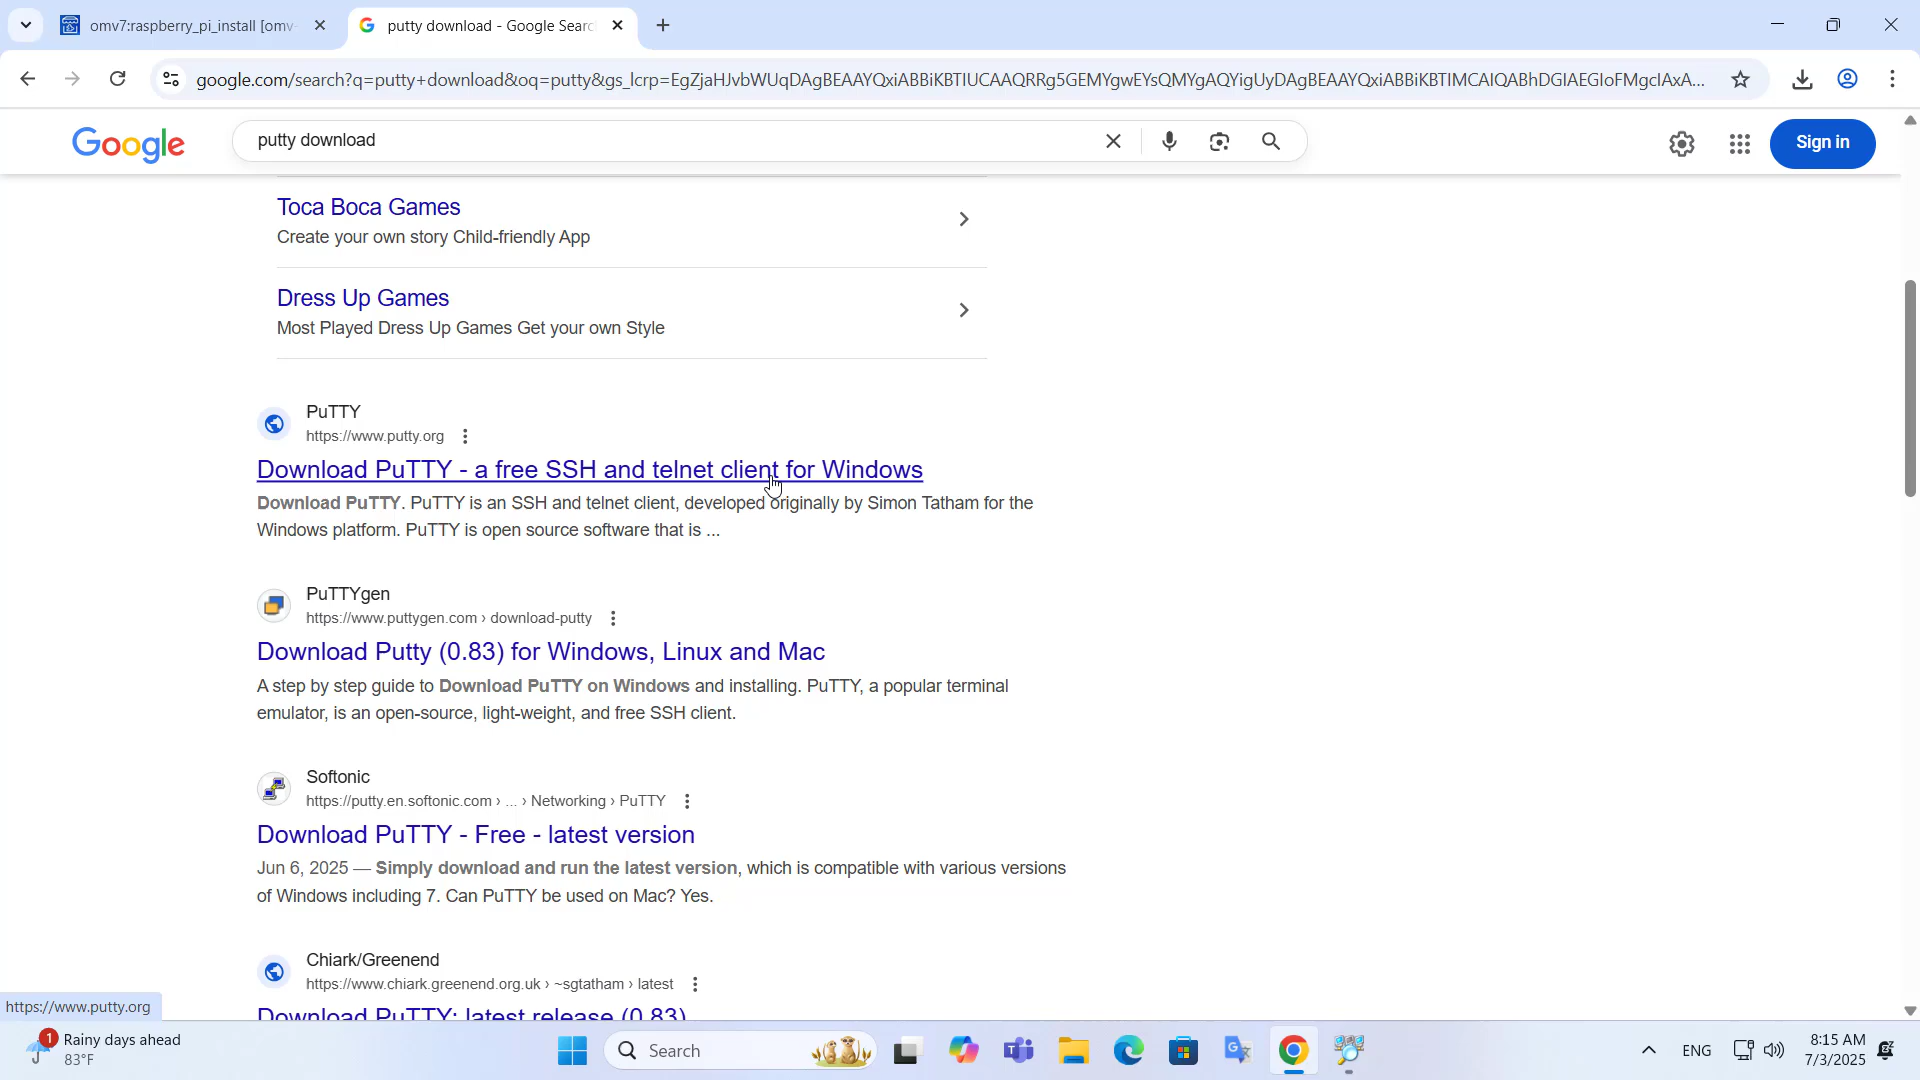 omv7:raspberry_pi_install [omv-
putty download - Google Searc
google.com/search?q=putty+download&oq=putty&gs_lcrp=EgZjaHJvbWUqDAgBEAAYQxiABBiKBTIUCAAQRRg5GEMYgwEYsQMYgAQYigUyDAgBEAAYQxiABBiKBTIMCAIQABhDGIAEGIoFMgcIAxA...
Google
putty download
Sign in
Toca Boca Games
Create your own story Child-friendly App
Dress Up Games
Most Played Dress Up Games Get your own Style
PuTTY
https://www.putty.org
Download PuTTY - a free SSH and telnet client for Windows
Download PuTTY. PuTTY is an SSH and telnet client, developed originally by Simon Tatham for the
Windows platform. PuTTY is open source software that is ...
PuTTYgen
https://www.puttygen.com › download-putty
Download Putty (0.83) for Windows, Linux and Mac
A step by step guide to Download PuTTY on Windows and installing. PuTTY, a popular terminal
emulator, is an open-source, light-weight, and free SSH client.
Softonic
https://putty.en.softonic.com › ... › Networking › PuTTY
Download PuTTY - Free - latest version
Jun 6, 2025 — Simply download and run the latest version, which is compatible with various versions
of Windows including 7. Can PuTTY be used on Mac? Yes.
Chiark/Greenend
https://www.chiark.greenend.org.uk › ~sgtatham › latest
Download PuTTY: latest release (0.83)
https://www.putty.org
1
Rainy days ahead
83°F
Search
ENG
8:15 AM
7/3/2025